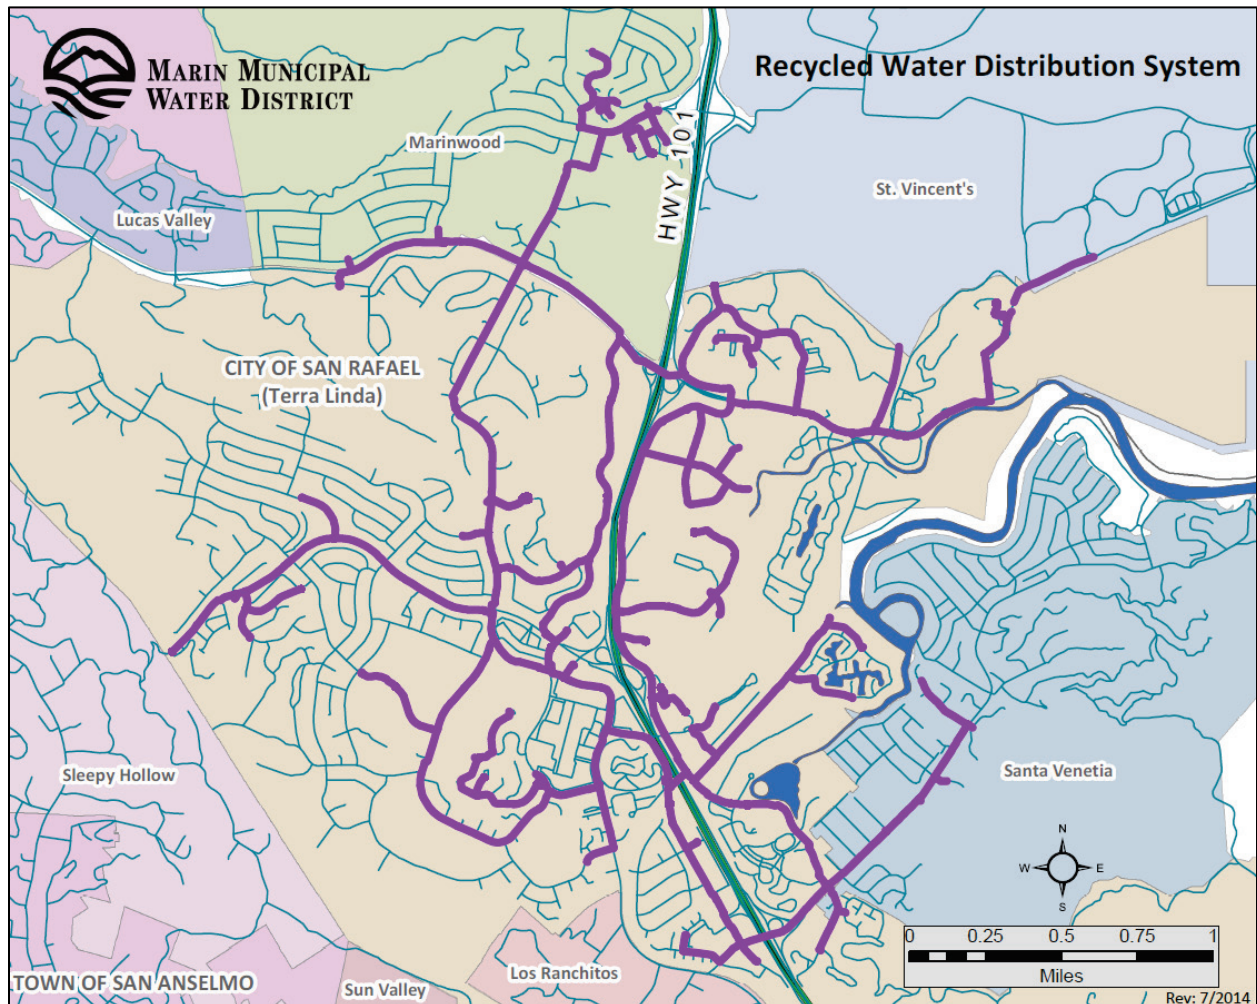 MARIN MUNICIPAL
WATER DISTRICT
Recycled Water Distribution System
HWY 101
Marinwood
St. Vincent's
Lucas Valley
CITY OF SAN RAFAEL
(Terra Linda)
Sleepy Hollow
Santa Venetia
N
W E
S
0 0.25 0.5 0.75 1
Miles
Los Ranchitos
TOWN OF SAN ANSELMO
Sun Valley
Rev: 7/2014